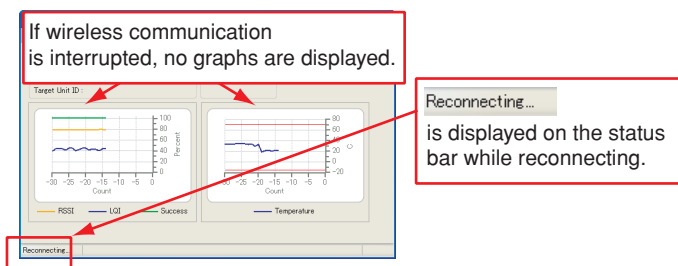 If wireless communication
is interrupted, no graphs are displayed.
Target Unit ID :
Reconnecting...
is displayed on the status
bar while reconnecting.
100
80
60
40
20
0
Percent
-30 -25 -20 -15 -10 -5 0
Count
RSSI LQI Success
80
60
40
20
0
-20
-30 -25 -20 -15 -10 -5 0
Count
Temperature
Reconnecting...